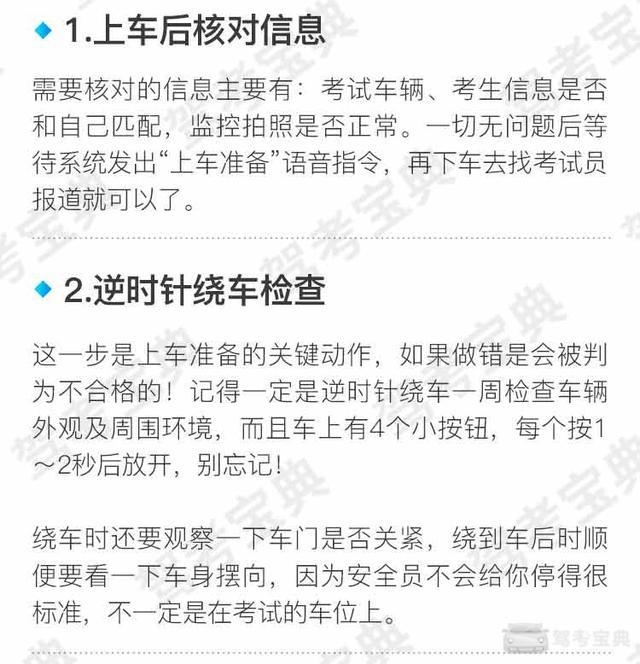 1.上车后核对信息
需要核对的信息主要有：考试车辆、考生信息是否
和自己匹配，监控拍照是否正常。一切无问题后等
待系统发出“上车准备”语音指令，再下车去找考试员
报道就可以了。
2.逆时针绕车检查
这一步是上车准备的关键动作，如果做错是会被判
为不合格的！记得一定是逆时针绕车一周检查车辆
外观及周围环境，而且车上有4个小按钮，每个按1
～2秒后放开，别忘记！
绕车时还要观察一下车门是否关紧，绕到车后时顺
便要看一下车身摆向，因为安全员不会给你停得很
标准，不一定是在考试的车位上。
驾考宝典